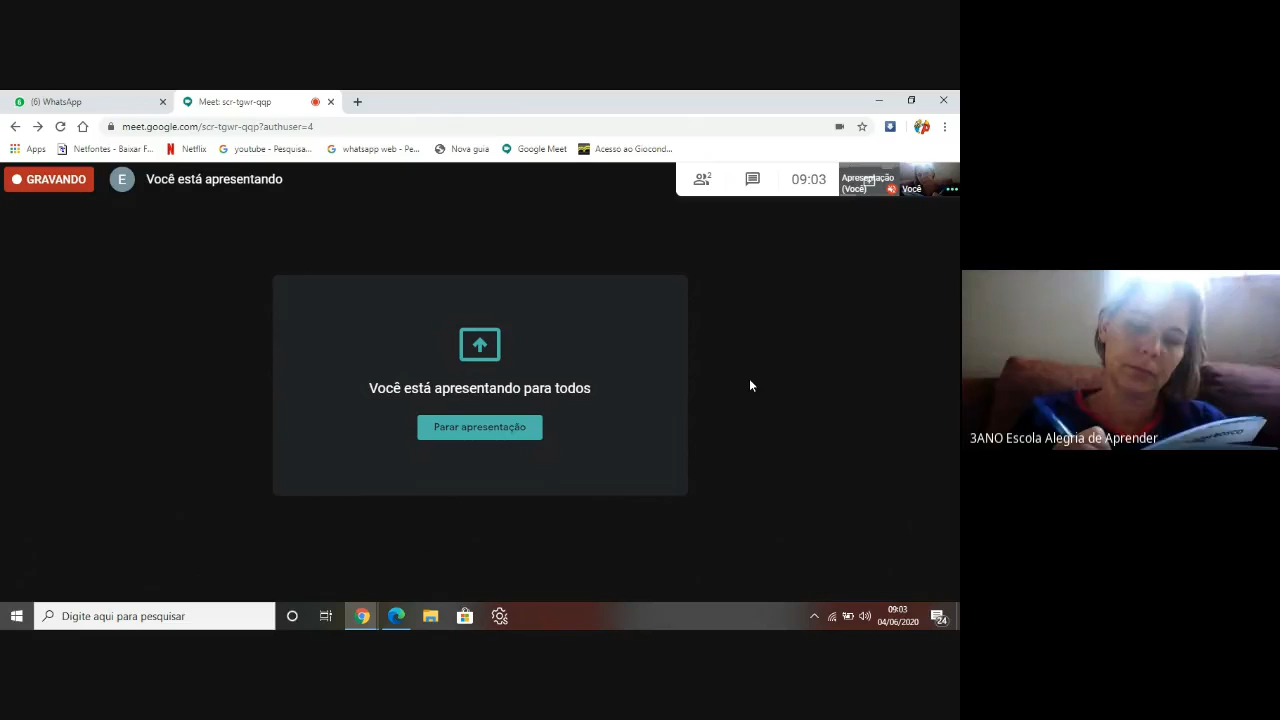 (6) WhatsApp
Meet: scr-tgwr-qqp
meet.google.com/scr-tgwr-qqp?authuser=4
Apps
Netfontes - Baixar F...
Netflix
youtube - Pesquisa...
whatsapp web - Pe...
Nova guia
Google Meet
Acesso ao Giocond...
GRAVANDO
E
Você está apresentando
2
09:03
Apresentação
(Você)
Você
Você está apresentando para todos
Parar apresentação
3ANO Escola Alegria de Aprender
Digite aqui para pesquisar
09:03
04/06/2020
24